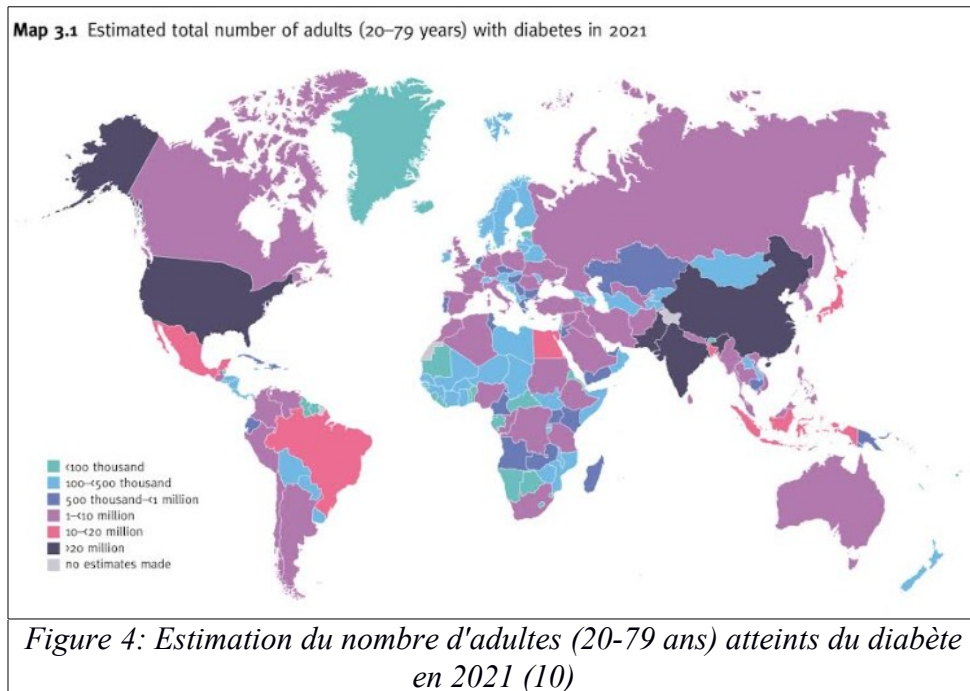 Map 3.1 Estimated total number of adults (20–79 years) with diabetes in 2021
<100 thousand
100–<500 thousand
500 thousand–<1 million
1–<10 million
10–<20 million
>20 million
no estimates made
Figure 4: Estimation du nombre d'adultes (20-79 ans) atteints du diabète
en 2021 (10)